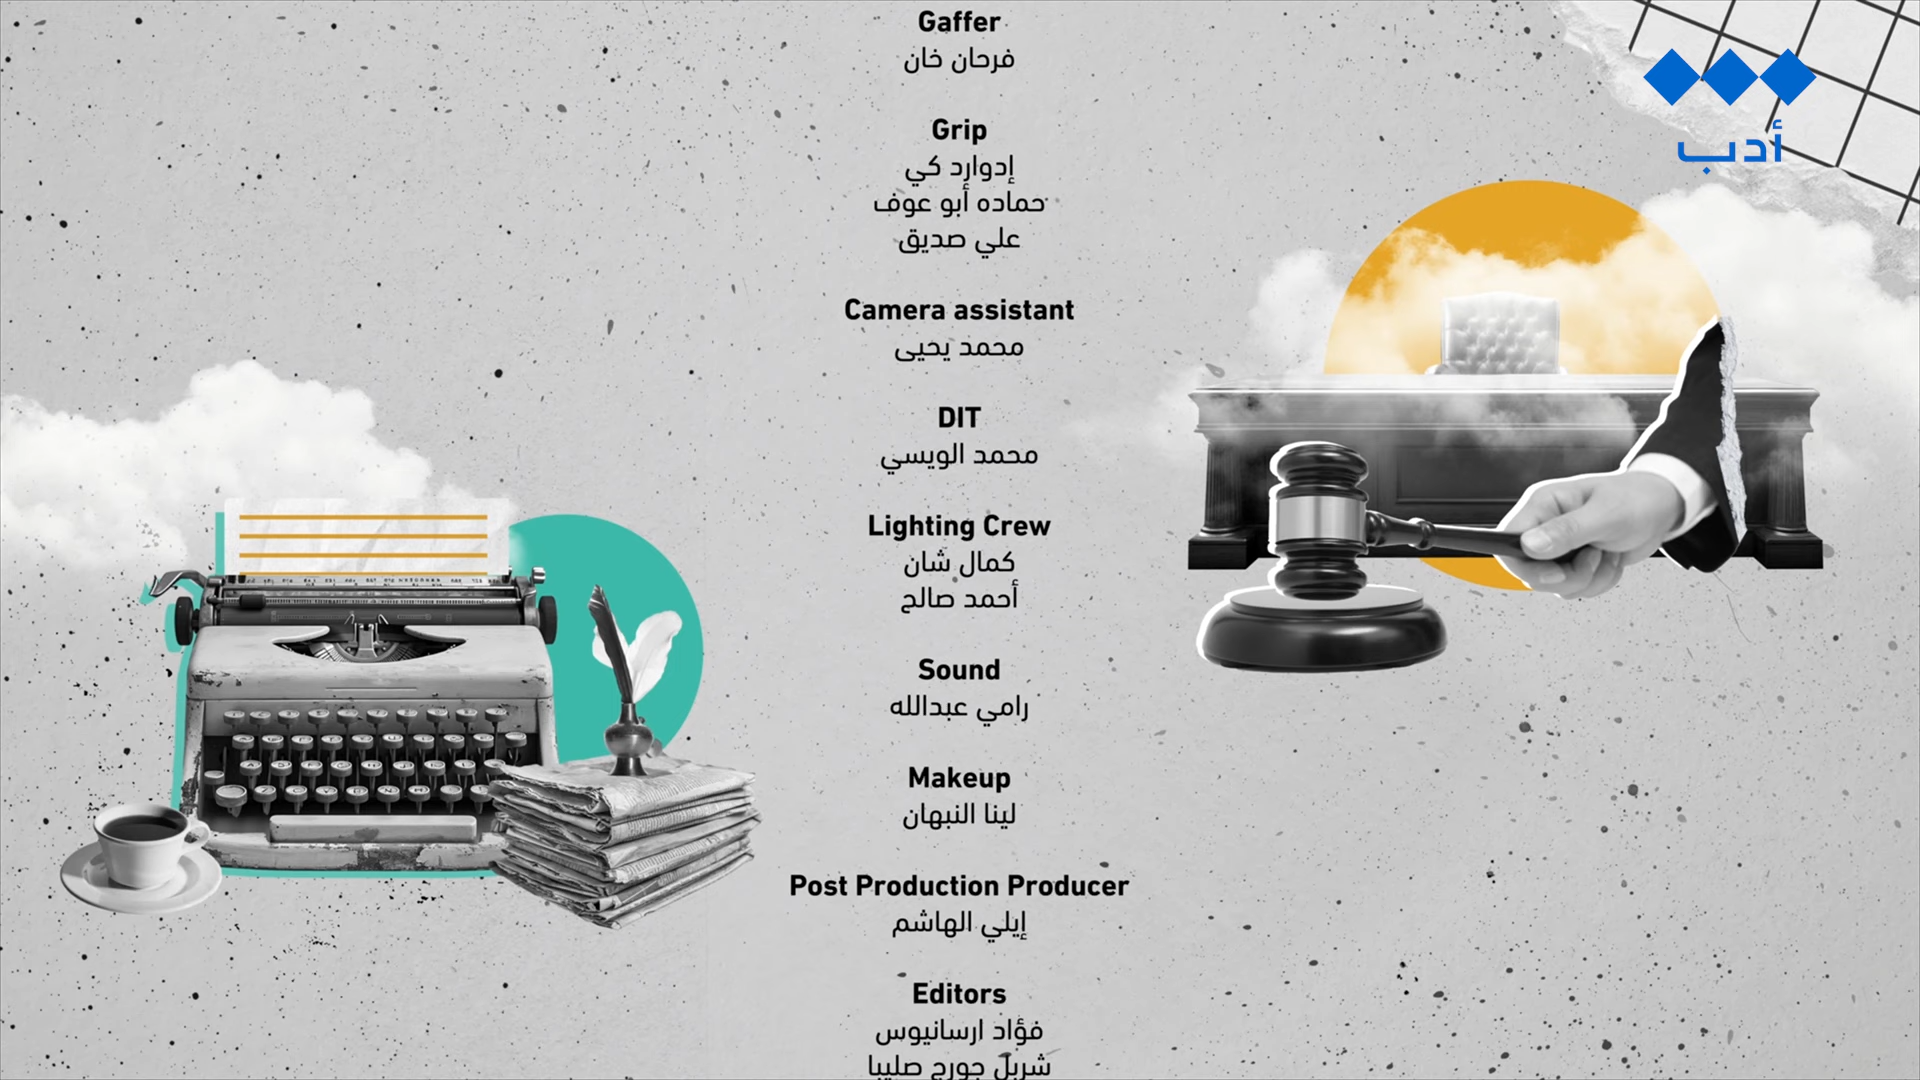 Gaffer
فرحان خان
Grip
إدوارد كي
حماده أبو عوف
علي صديق
Camera assistant
محمد يحيى
DIT
محمد الويسي
Lighting Crew
كمال شان
أحمد صالح
Sound
رامي عبدالله
Makeup
لينا النبهان
Post Production Producer
إيلي الهاشم
Editors
فؤاد ارسانيوس
شربل جورج صليبا
أدب